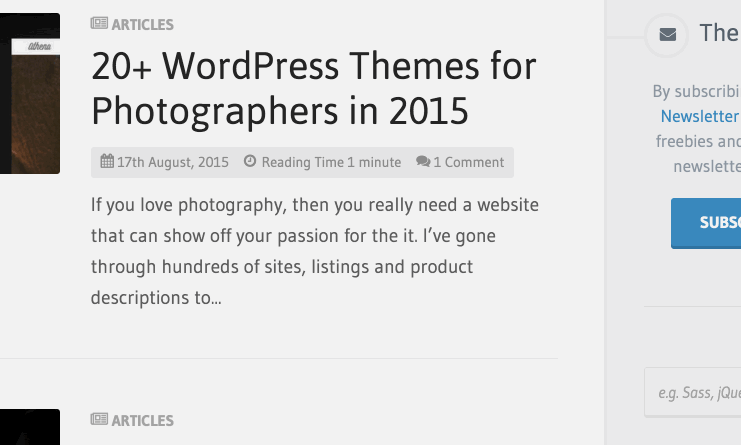 Athena
ARTICLES
20+ WordPress Themes for
Photographers in 2015
17th August, 2015 Reading Time 1 minute 1 Comment
If you love photography, then you really need a website
that can show off your passion for the it. I’ve gone
through hundreds of sites, listings and product
descriptions to...
ARTICLES
The
By subscribi
Newsletter
freebies and
newslette
SUBSC
e.g. Sass, jQue